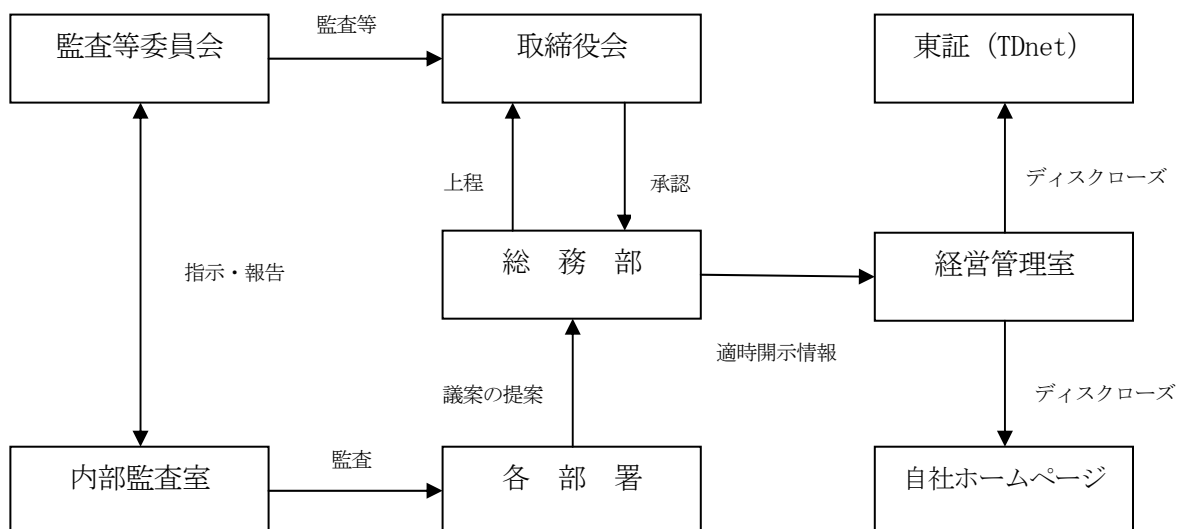 監査等委員会
監査等
取締役会
東証（TDnet）
上程
承認
ディスクローズ
総　務　部
経営管理室
指示・報告
適時開示情報
議案の提案
ディスクローズ
内部監査室
監査
各　部　署
自社ホームページ